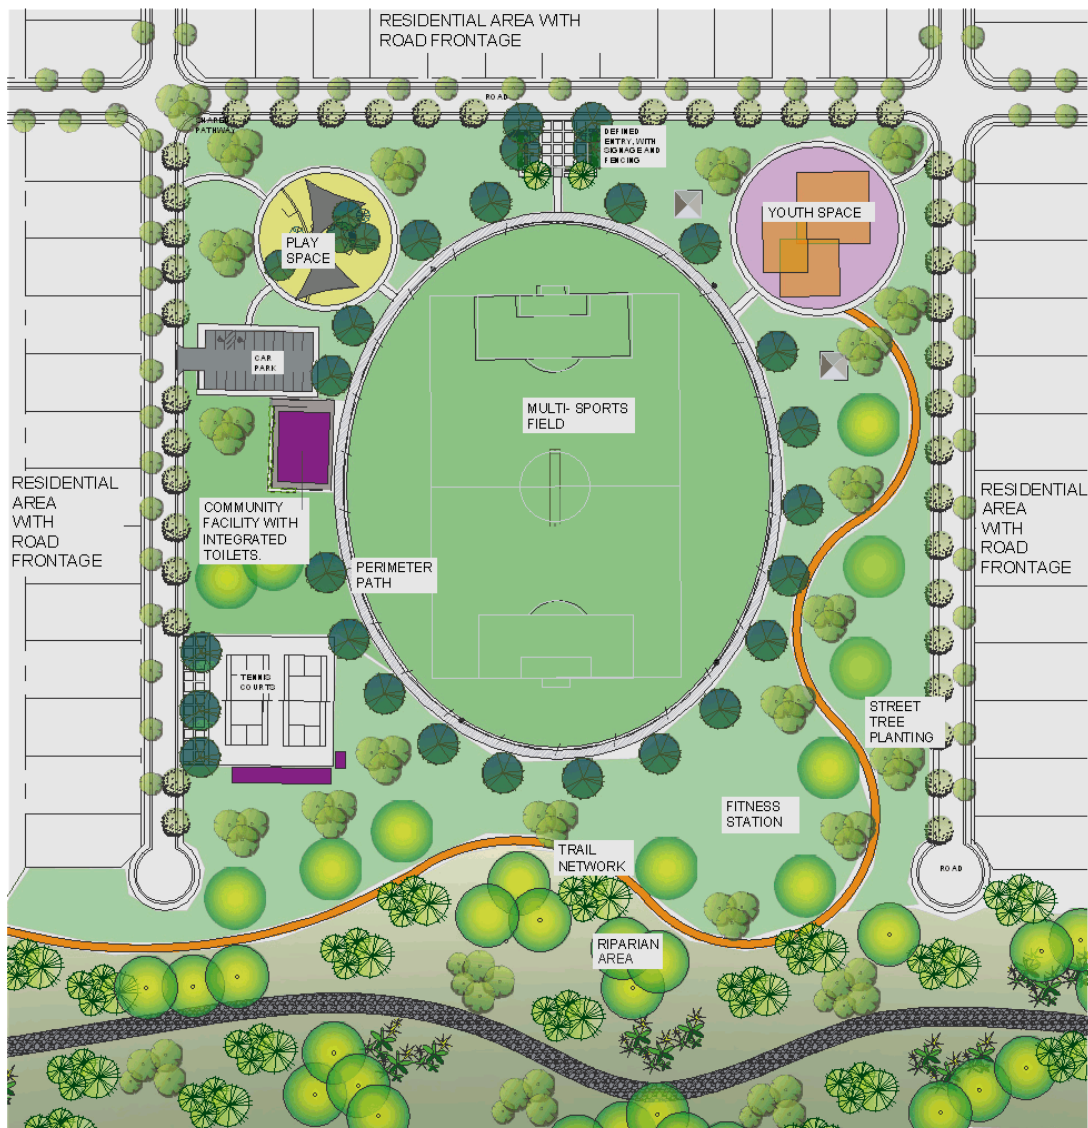 RESIDENTIAL AREA WITH
ROAD FRONTAGE
ROAD
SHARED
PATHWAY
DEFINED
ENTRY, WITH
SIGNAGE AND
FENCING
YOUTH SPACE
PLAY
SPACE
CAR
PARK
MULTI- SPORTS
FIELD
RESIDENTIAL
AREA
WITH
ROAD
FRONTAGE
COMMUNITY
FACILITY WITH
INTEGRATED
TOILETS.
RESIDENTIAL
AREA
WITH
ROAD
FRONTAGE
PERIMETER
PATH
TENNIS
COURTS
STREET
TREE
PLANTING
FITNESS
STATION
TRAIL
NETWORK
ROAD
RIPARIAN
AREA